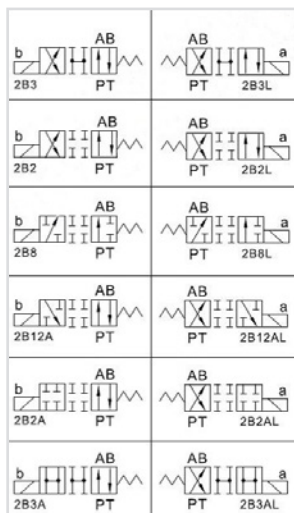 b AB
2B3 PT
AB a
PT 2B3L
b AB
2B2 PT
AB a
PT 2B2L
b AB
2B8 PT
AB a
PT 2B8L
b AB
2B12A PT
AB a
PT 2B12AL
b AB
2B2A PT
AB a
PT 2B2AL
b AB
2B3A PT
AB a
PT 2B3AL